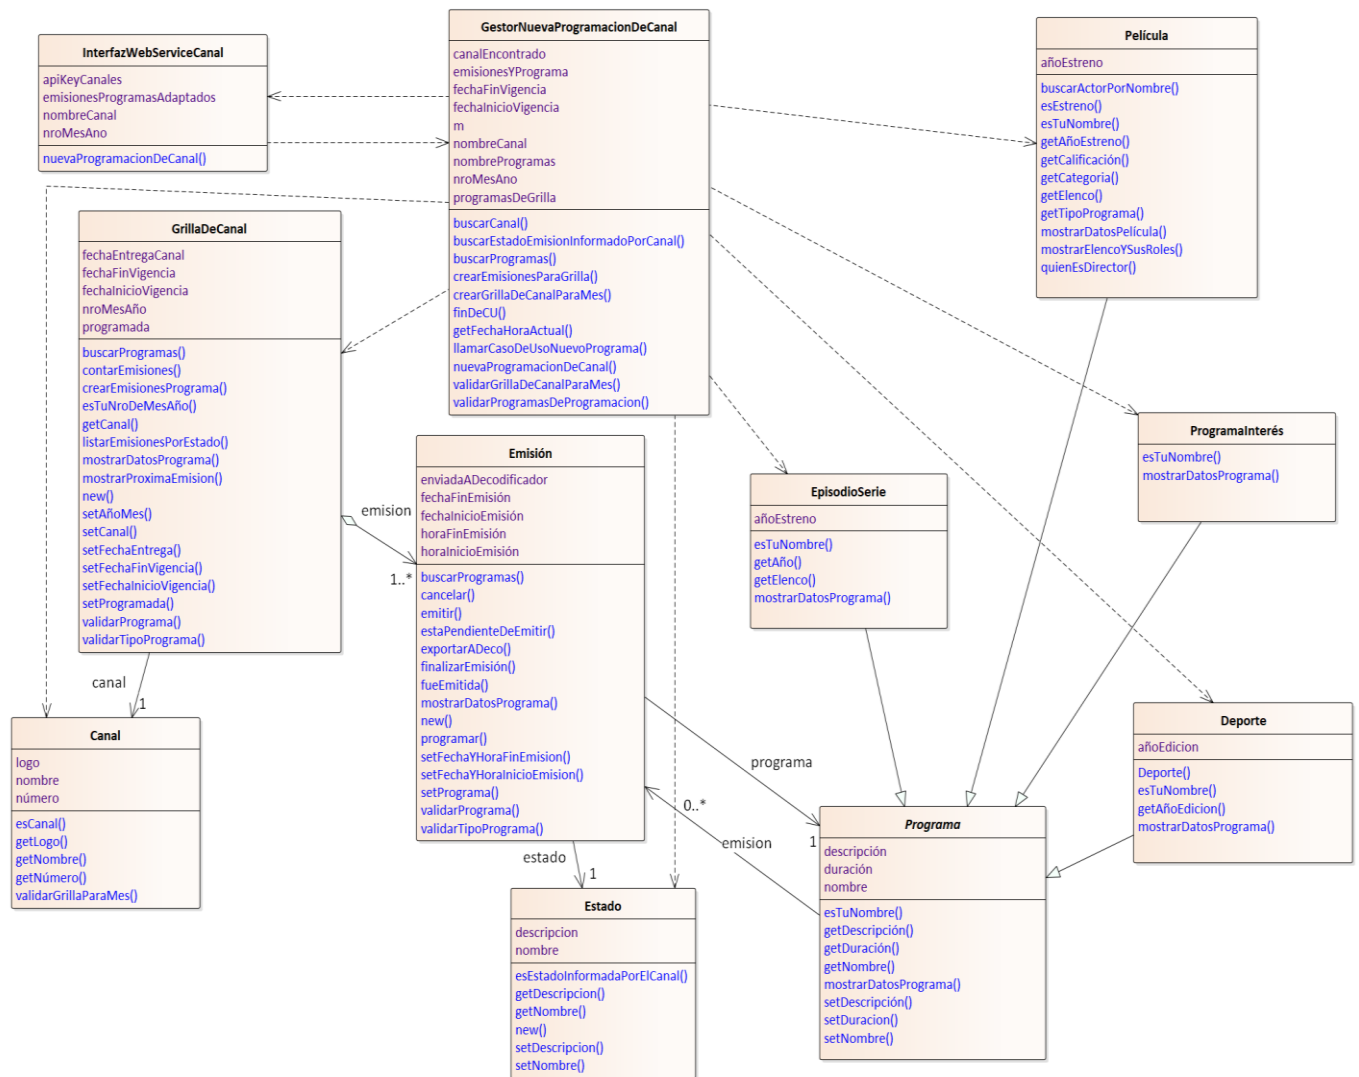 InterfazWebServiceCanal
apiKeyCanales
emisionesProgramasAdaptados
nombreCanal
nroMesAno
nuevaProgramacionDeCanal()
GestorNuevaProgramacionDeCanal
canalEncontrado
emisionesYPrograma
fechaFinVigencia
fechaInicioVigencia
m
nombreCanal
nombreProgramas
nroMesAno
programasDeGrilla
buscarCanal()
buscarEstadoEmisionInformadoPorCanal()
buscarProgramas()
crearEmisionesParaGrilla()
crearGrillaDeCanalParaMes()
finDeCU()
getFechaHoraActual()
llamarCasoDeUsoNuevoPrograma()
nuevaProgramacionDeCanal()
validarGrillaDeCanalParaMes()
validarProgramasDeProgramacion()
Película
añoEstreno
buscarActorPorNombre()
esEstreno()
esTuNombre()
getAñoEstreno()
getCalificación()
getCategoria()
getElenco()
getTipoPrograma()
mostrarDatosPelícula()
mostrarElencoYSusRoles()
quienEsDirector()
GrillaDeCanal
fechaEntregaCanal
fechaFinVigencia
fechaInicioVigencia
nroMesAño
programada
buscarProgramas()
contarEmisiones()
crearEmisionesPrograma()
esTuNroDeMesAño()
getCanal()
listarEmisionesPorEstado()
mostrarDatosPrograma()
mostrarProximaEmision()
new()
setAñoMes()
setCanal()
setFechaEntrega()
setFechaFinVigencia()
setFechaInicioVigencia()
setProgramada()
validarPrograma()
validarTipoPrograma()
emision
1..*
canal
1
Emisión
enviadaADecodificador
fechaFinEmisión
fechaInicioEmisión
horaFinEmisión
horaInicioEmisión
buscarProgramas()
cancelar()
emitir()
estaPendienteDeEmitir()
exportarADeco()
finalizarEmisión()
fueEmitida()
mostrarDatosPrograma()
new()
programar()
setFechaYHoraFinEmision()
setFechaYHoraInicioEmision()
setPrograma()
validarPrograma()
validarTipoPrograma()
EpisodioSerie
añoEstreno
esTuNombre()
getAño()
getElenco()
mostrarDatosPrograma()
ProgramaInterés
esTuNombre()
mostrarDatosPrograma()
Canal
logo
nombre
número
esCanal()
getLogo()
getNombre()
getNúmero()
validarGrillaParaMes()
programa
1
0..*
emision
estado
1
Deporte
añoEdicion
Deporte()
esTuNombre()
getAñoEdicion()
mostrarDatosPrograma()
Programa
descripción
duración
nombre
esTuNombre()
getDescripción()
getDuración()
getNombre()
mostrarDatosPrograma()
setDescripción()
setDuracion()
setNombre()
Estado
descripcion
nombre
esEstadoInformadaPorElCanal()
getDescripcion()
getNombre()
new()
setDescripcion()
setNombre()